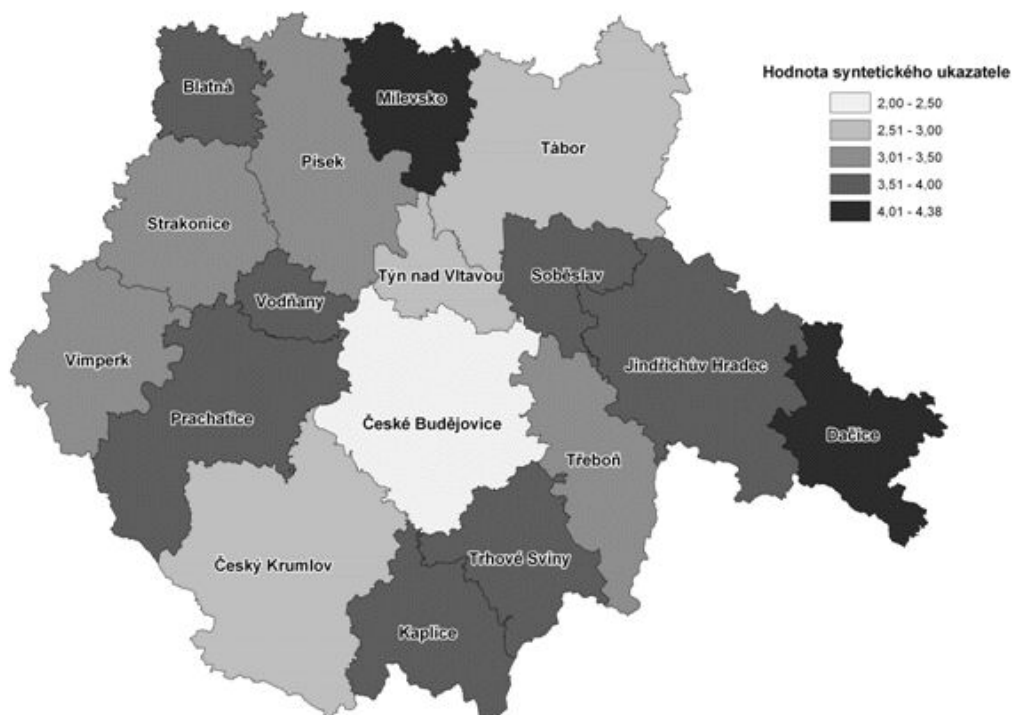 Hodnota syntetického ukazatele
2,00 - 2,50
2,51 - 3,00
3,01 - 3,50
3,51 - 4,00
4,01 - 4,38
Blatná
Milevsko
Písek
Tábor
Strakonice
Týn nad Vltavou
Soběslav
Vodňany
Vimperk
Jindřichův Hradec
Prachatice
České Budějovice
Dačice
Třeboň
Český Krumlov
Trhové Sviny
Kaplice